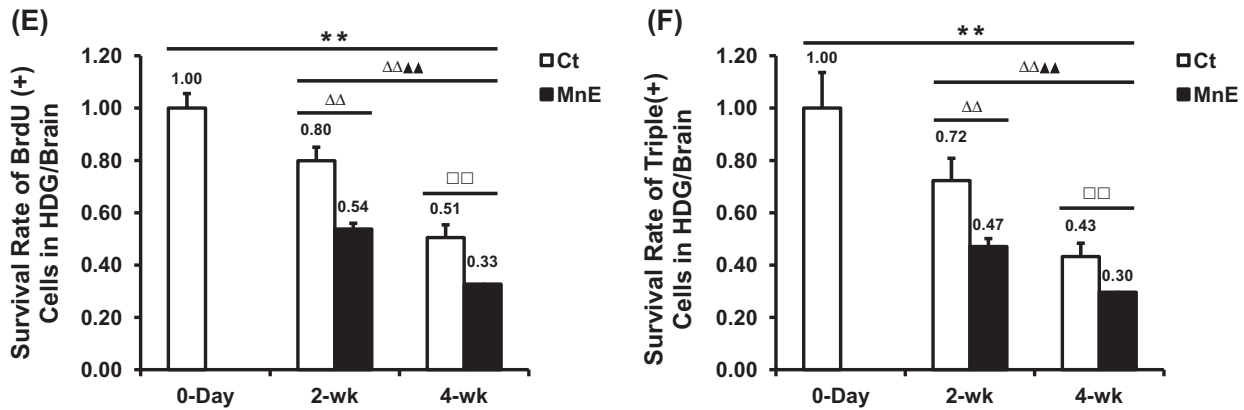 (E)
Survival Rate of BrdU (+)
Cells in HDG/Brain
1.20
1.00
0.80
0.60
0.40
0.20
0.00
**
ΔΔ▲▲
ΔΔ
□□
1.00
0.80
0.54
0.51
0.33
0-Day
2-wk
4-wk
Ct
MnE
(F)
Survival Rate of Triple(+)
Cells in HDG/Brain
1.20
1.00
0.80
0.60
0.40
0.20
0.00
**
ΔΔ▲▲
ΔΔ
□□
1.00
0.72
0.47
0.43
0.30
0-Day
2-wk
4-wk
Ct
MnE